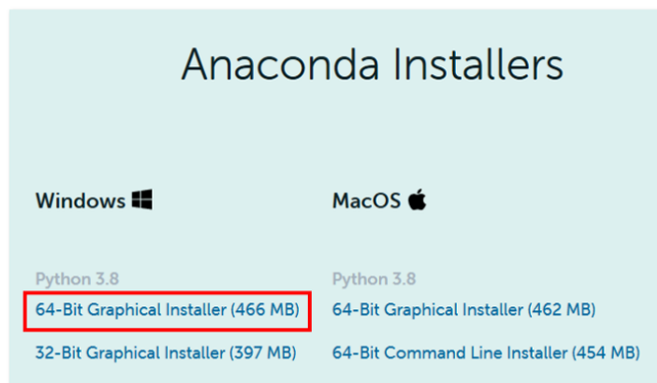 Anaconda Installers
Windows
MacOS
Python 3.8
64-Bit Graphical Installer (466 MB)
32-Bit Graphical Installer (397 MB)
Python 3.8
64-Bit Graphical Installer (462 MB)
64-Bit Command Line Installer (454 MB)